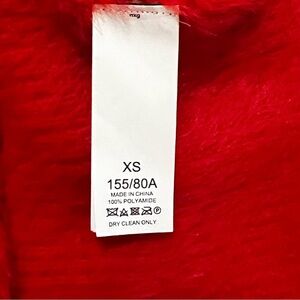 XS
155/80A
MADE IN CHINA
100% POLYAMIDE
DRY CLEAN ONLY